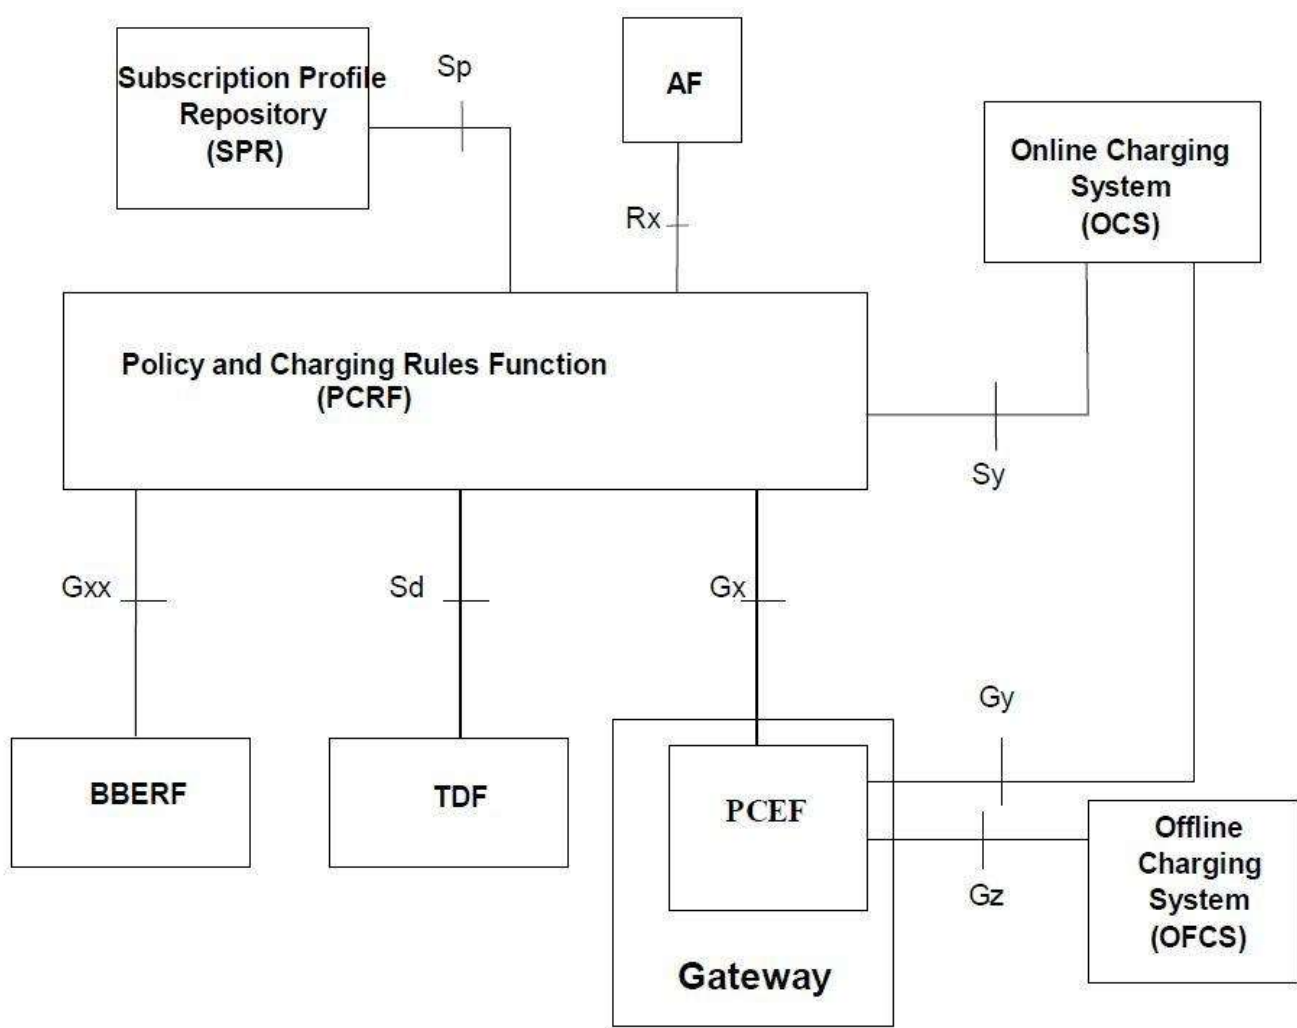 Subscription Profile
Repository
(SPR)
Sp
AF
Online Charging
System
(OCS)
Rx
Policy and Charging Rules Function
(PCRF)
Sy
Gxx
Sd
Gx
Gy
BBERF
TDF
PCEF
Offline
Charging
System
(OFCS)
Gz
Gateway